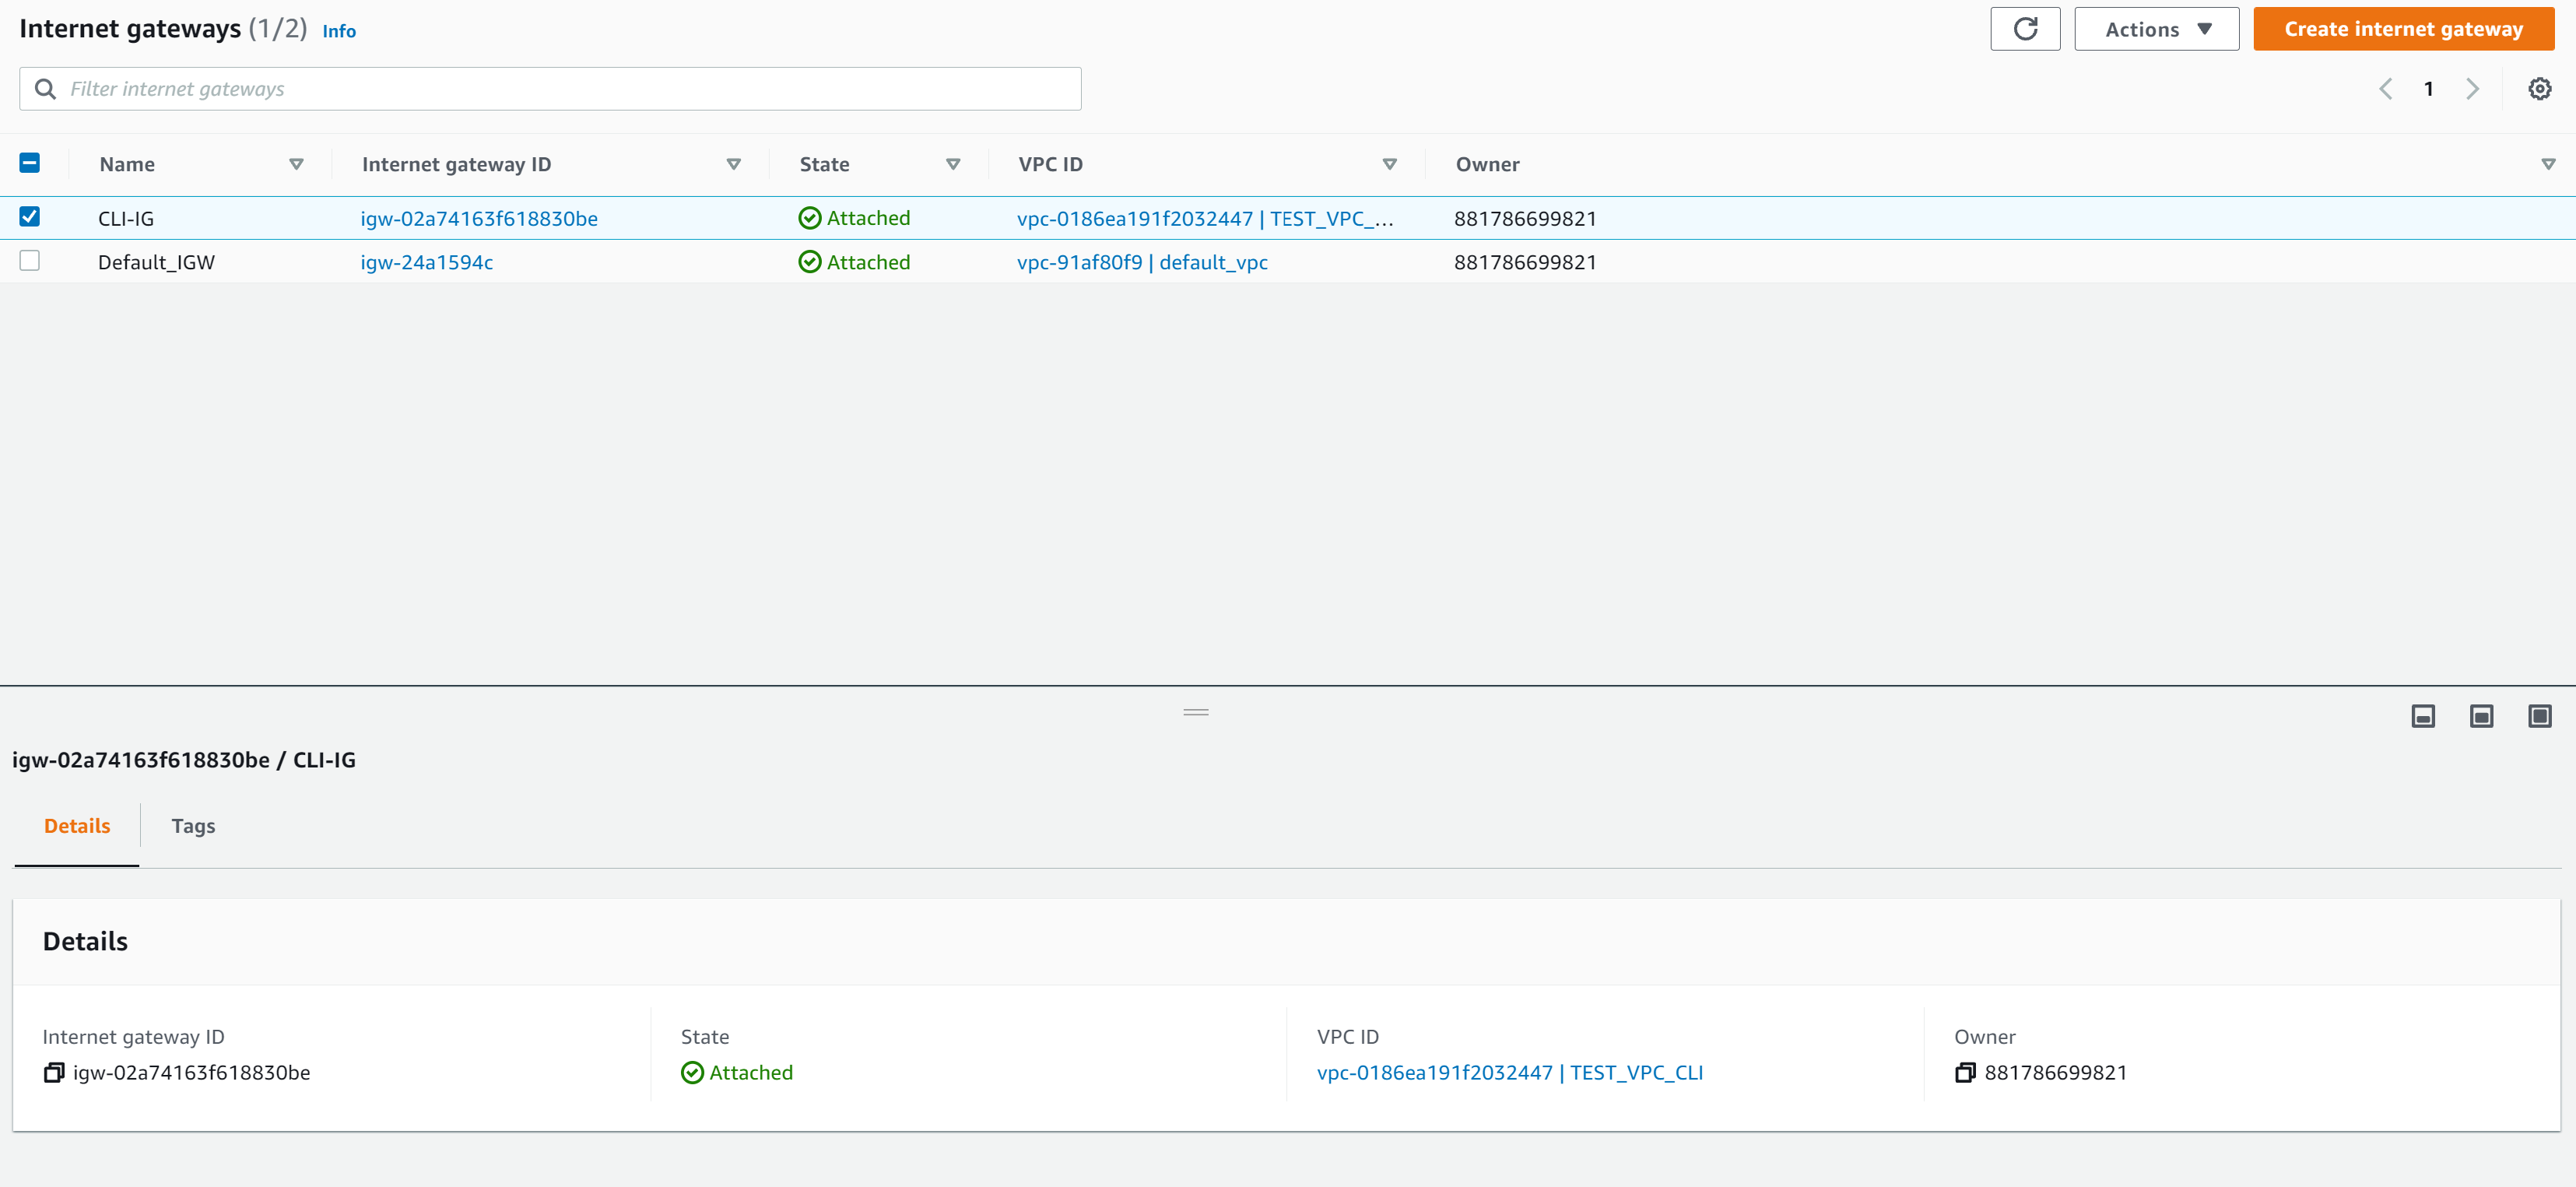 Internet gateways (1/2) Info
Actions
Create internet gateway
Filter internet gateways
1
Name Internet gateway ID State VPC ID Owner
CLI-IG igw-02a74163f618830be Attached vpc-0186ea191f2032447 | TEST_VPC_... 881786699821
Default_IGW igw-24a1594c Attached vpc-91af80f9 | default_vpc 881786699821
igw-02a74163f618830be / CLI-IG
Details Tags
Details
Internet gateway ID State VPC ID Owner
igw-02a74163f618830be Attached vpc-0186ea191f2032447 | TEST_VPC_CLI 881786699821